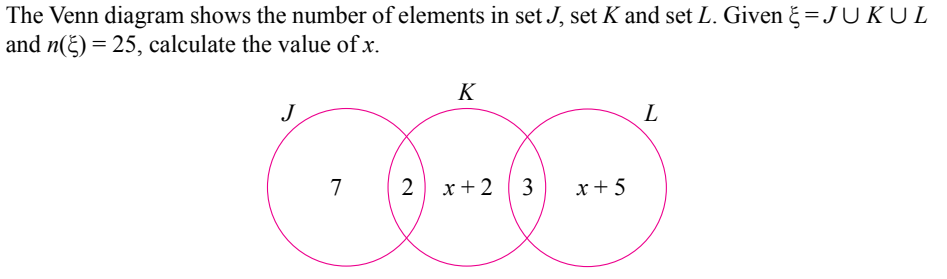 The Venn diagram shows the number of elements in set J, set K and set L. Given ξ = J ∪ K ∪ L
and n(ξ) = 25, calculate the value of x.
K
J
L
7
2
x + 2
3
x + 5